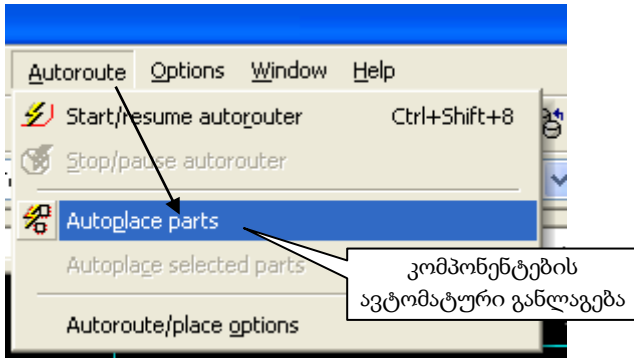 Autoroute Options Window Help
Start/resume autorouter Ctrl+Shift+8
Stop/pause autorouter
Autoplace parts
Autoplace selected parts
კომპონენტების
ავტომატური განლაგება
Autoroute/place options